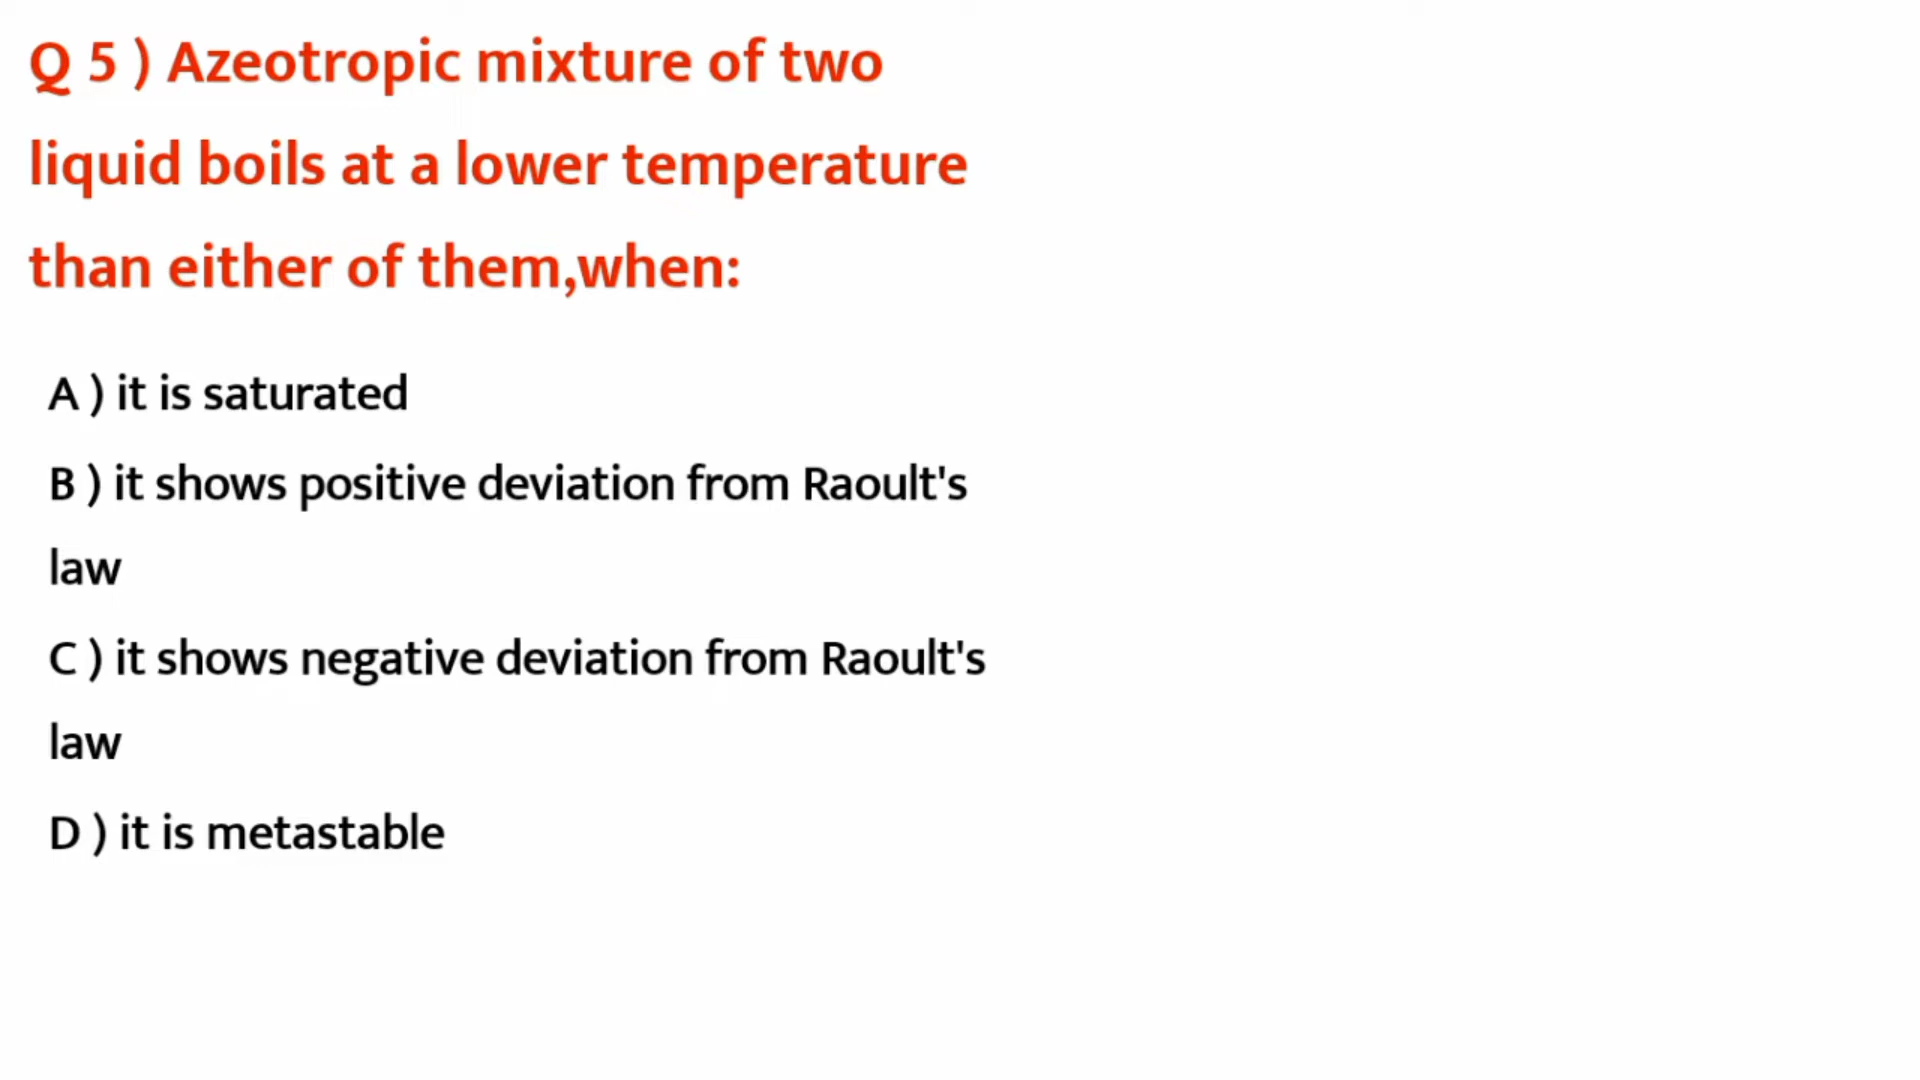 Q 5 ) Azeotropic mixture of two
liquid boils at a lower temperature
than either of them,when:
A ) it is saturated
B ) it shows positive deviation from Raoult's
law
C ) it shows negative deviation from Raoult's
law
D ) it is metastable